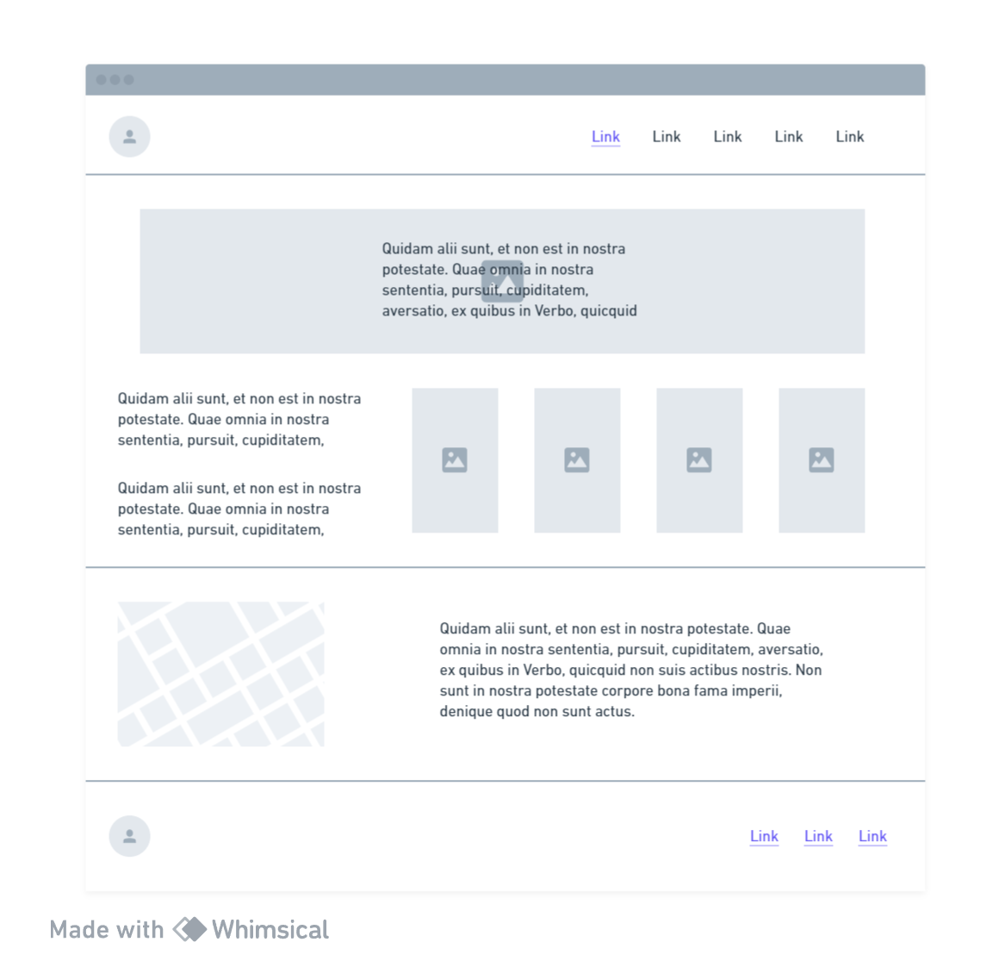 Link Link Link Link Link
Quidam alii sunt, et non est in nostra
potestate. Quae omnia in nostra
sententia, pursuit, cupiditatem,
aversatio, ex quibus in Verbo, quicquid
Quidam alii sunt, et non est in nostra
potestate. Quae omnia in nostra
sententia, pursuit, cupiditatem,
Quidam alii sunt, et non est in nostra
potestate. Quae omnia in nostra
sententia, pursuit, cupiditatem,
Quidam alii sunt, et non est in nostra potestate. Quae
omnia in nostra sententia, pursuit, cupiditatem, aversatio,
ex quibus in Verbo, quicquid non suis actibus nostris. Non
sunt in nostra potestate corpore bona fama imperii,
denique quod non sunt actus.
Link Link Link
Made with Whimsical